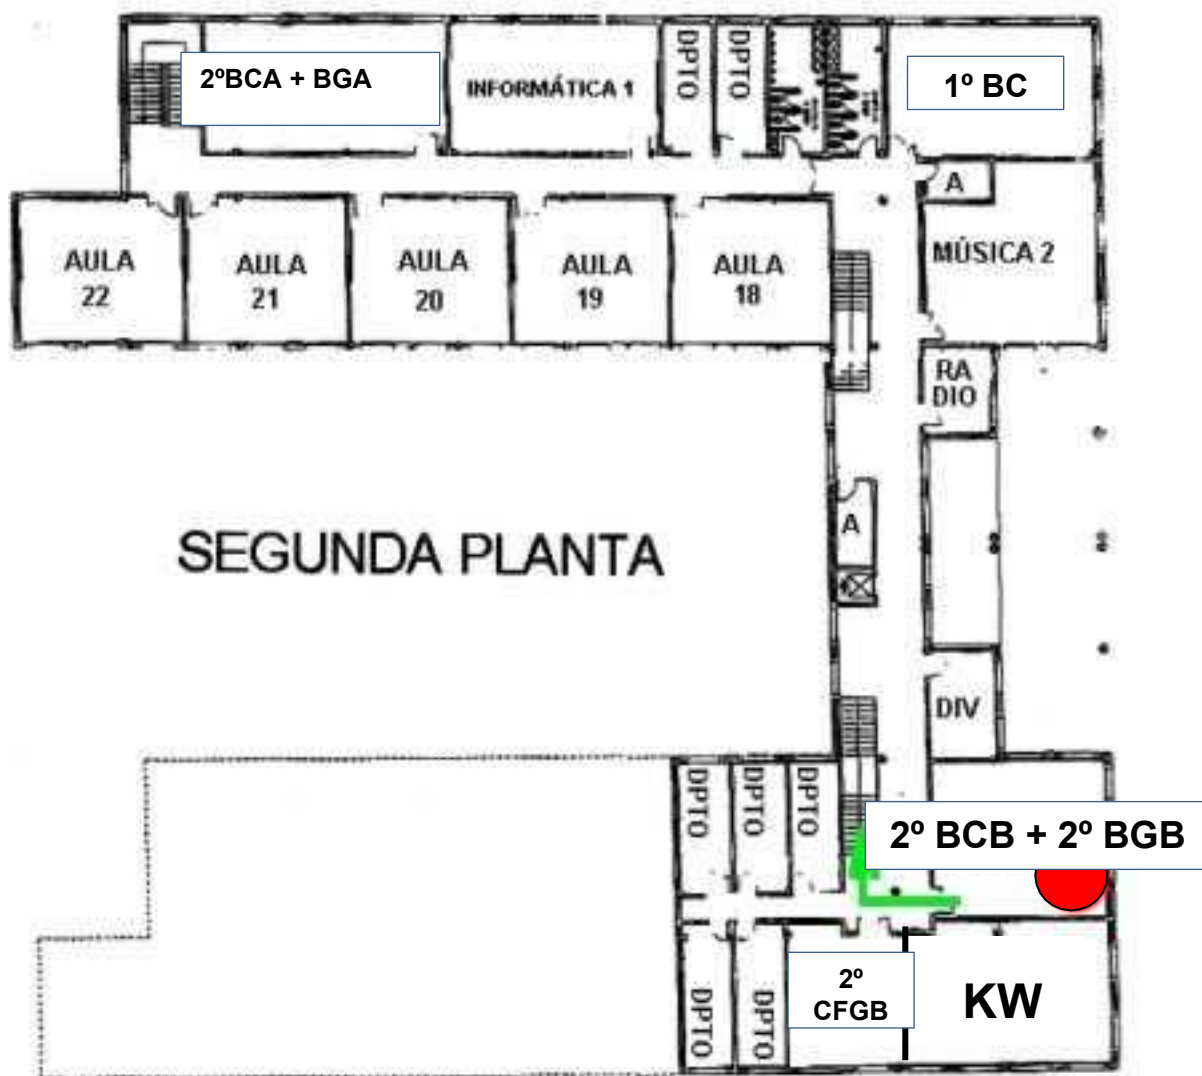 2ºBCA + BGA
INFORMÁTICA 1
DPTO
DPTO
1º BC
A
AULA
22
AULA
21
AULA
20
AULA
19
AULA
18
MÚSICA 2
RA
DIO
A
SEGUNDA PLANTA
DIV
DPTO
DPTO
DPTO
2º BCB + 2º BGB
DPTO
DPTO
2º
CFGB
KW